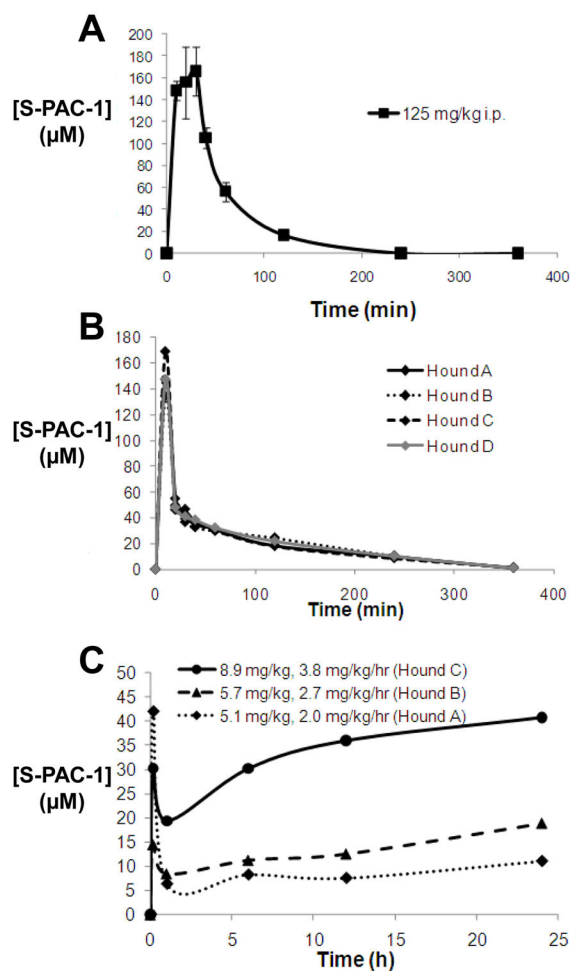 A
[S-PAC-1]
(µM)
200
180
160
140
120
100
80
60
40
20
0
125 mg/kg i.p.
0 100 200 300 400
Time (min)
B
[S-PAC-1]
(µM)
180
160
140
120
100
80
60
40
20
0
Hound A
Hound B
Hound C
Hound D
0 100 200 300 400
Time (min)
C
[S-PAC-1]
(µM)
50
45
40
35
30
25
20
15
10
5
0
8.9 mg/kg, 3.8 mg/kg/hr (Hound C)
5.7 mg/kg, 2.7 mg/kg/hr (Hound B)
5.1 mg/kg, 2.0 mg/kg/hr (Hound A)
0 5 10 15 20 25
Time (h)